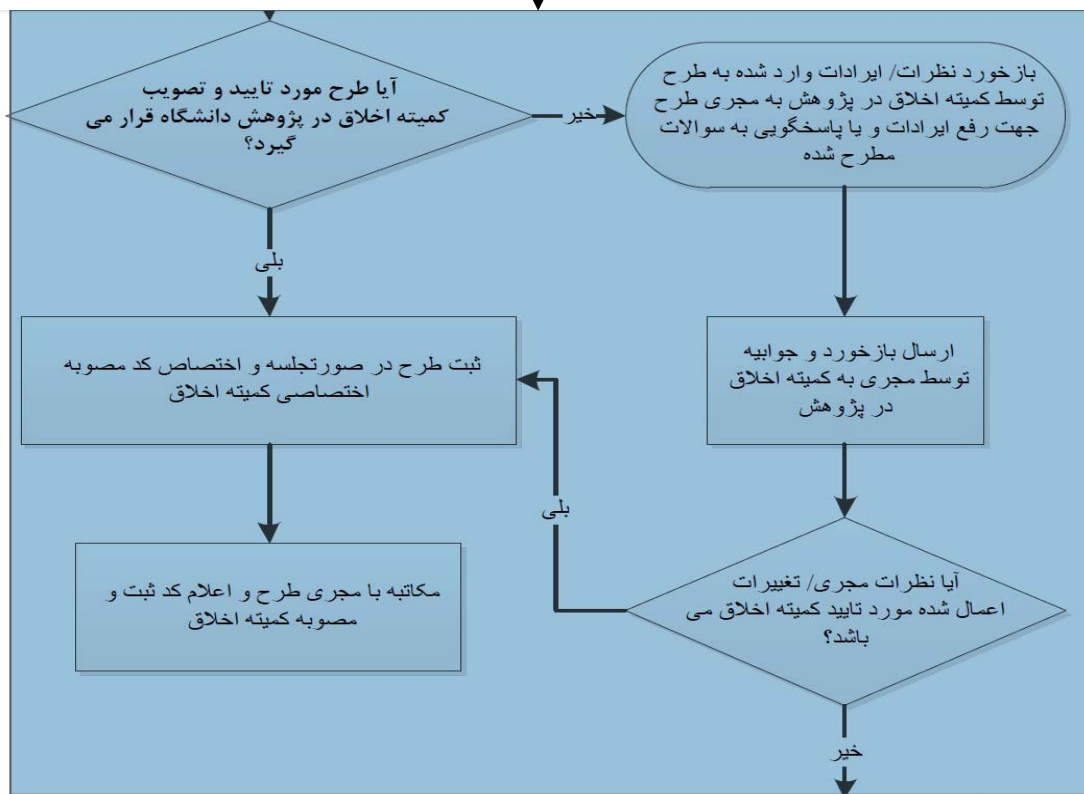 آیا طرح مورد تایید و تصویب
کمیته اخلاق در پژوهش دانشگاه قرار می
گیرد؟
خیر
بازخورد نظرات/ ایرادات وارد شده به طرح
توسط کمیته اخلاق در پژوهش به مجری طرح
جهت رفع ایرادات و یا پاسخگویی به سوالات
مطرح شده
بلی
ثبت طرح در صورتجلسه و اختصاص کد مصوبه
اختصاصی کمیته اخلاق
ارسال بازخورد و جوابیه
توسط مجری به کمیته اخلاق
در پژوهش
بلی
مکاتبه با مجری طرح و اعلام کد ثبت و
مصوبه کمیته اخلاق
آیا نظرات مجری/ تغییرات
اعمال شده مورد تایید کمیته اخلاق می
باشد؟
خیر